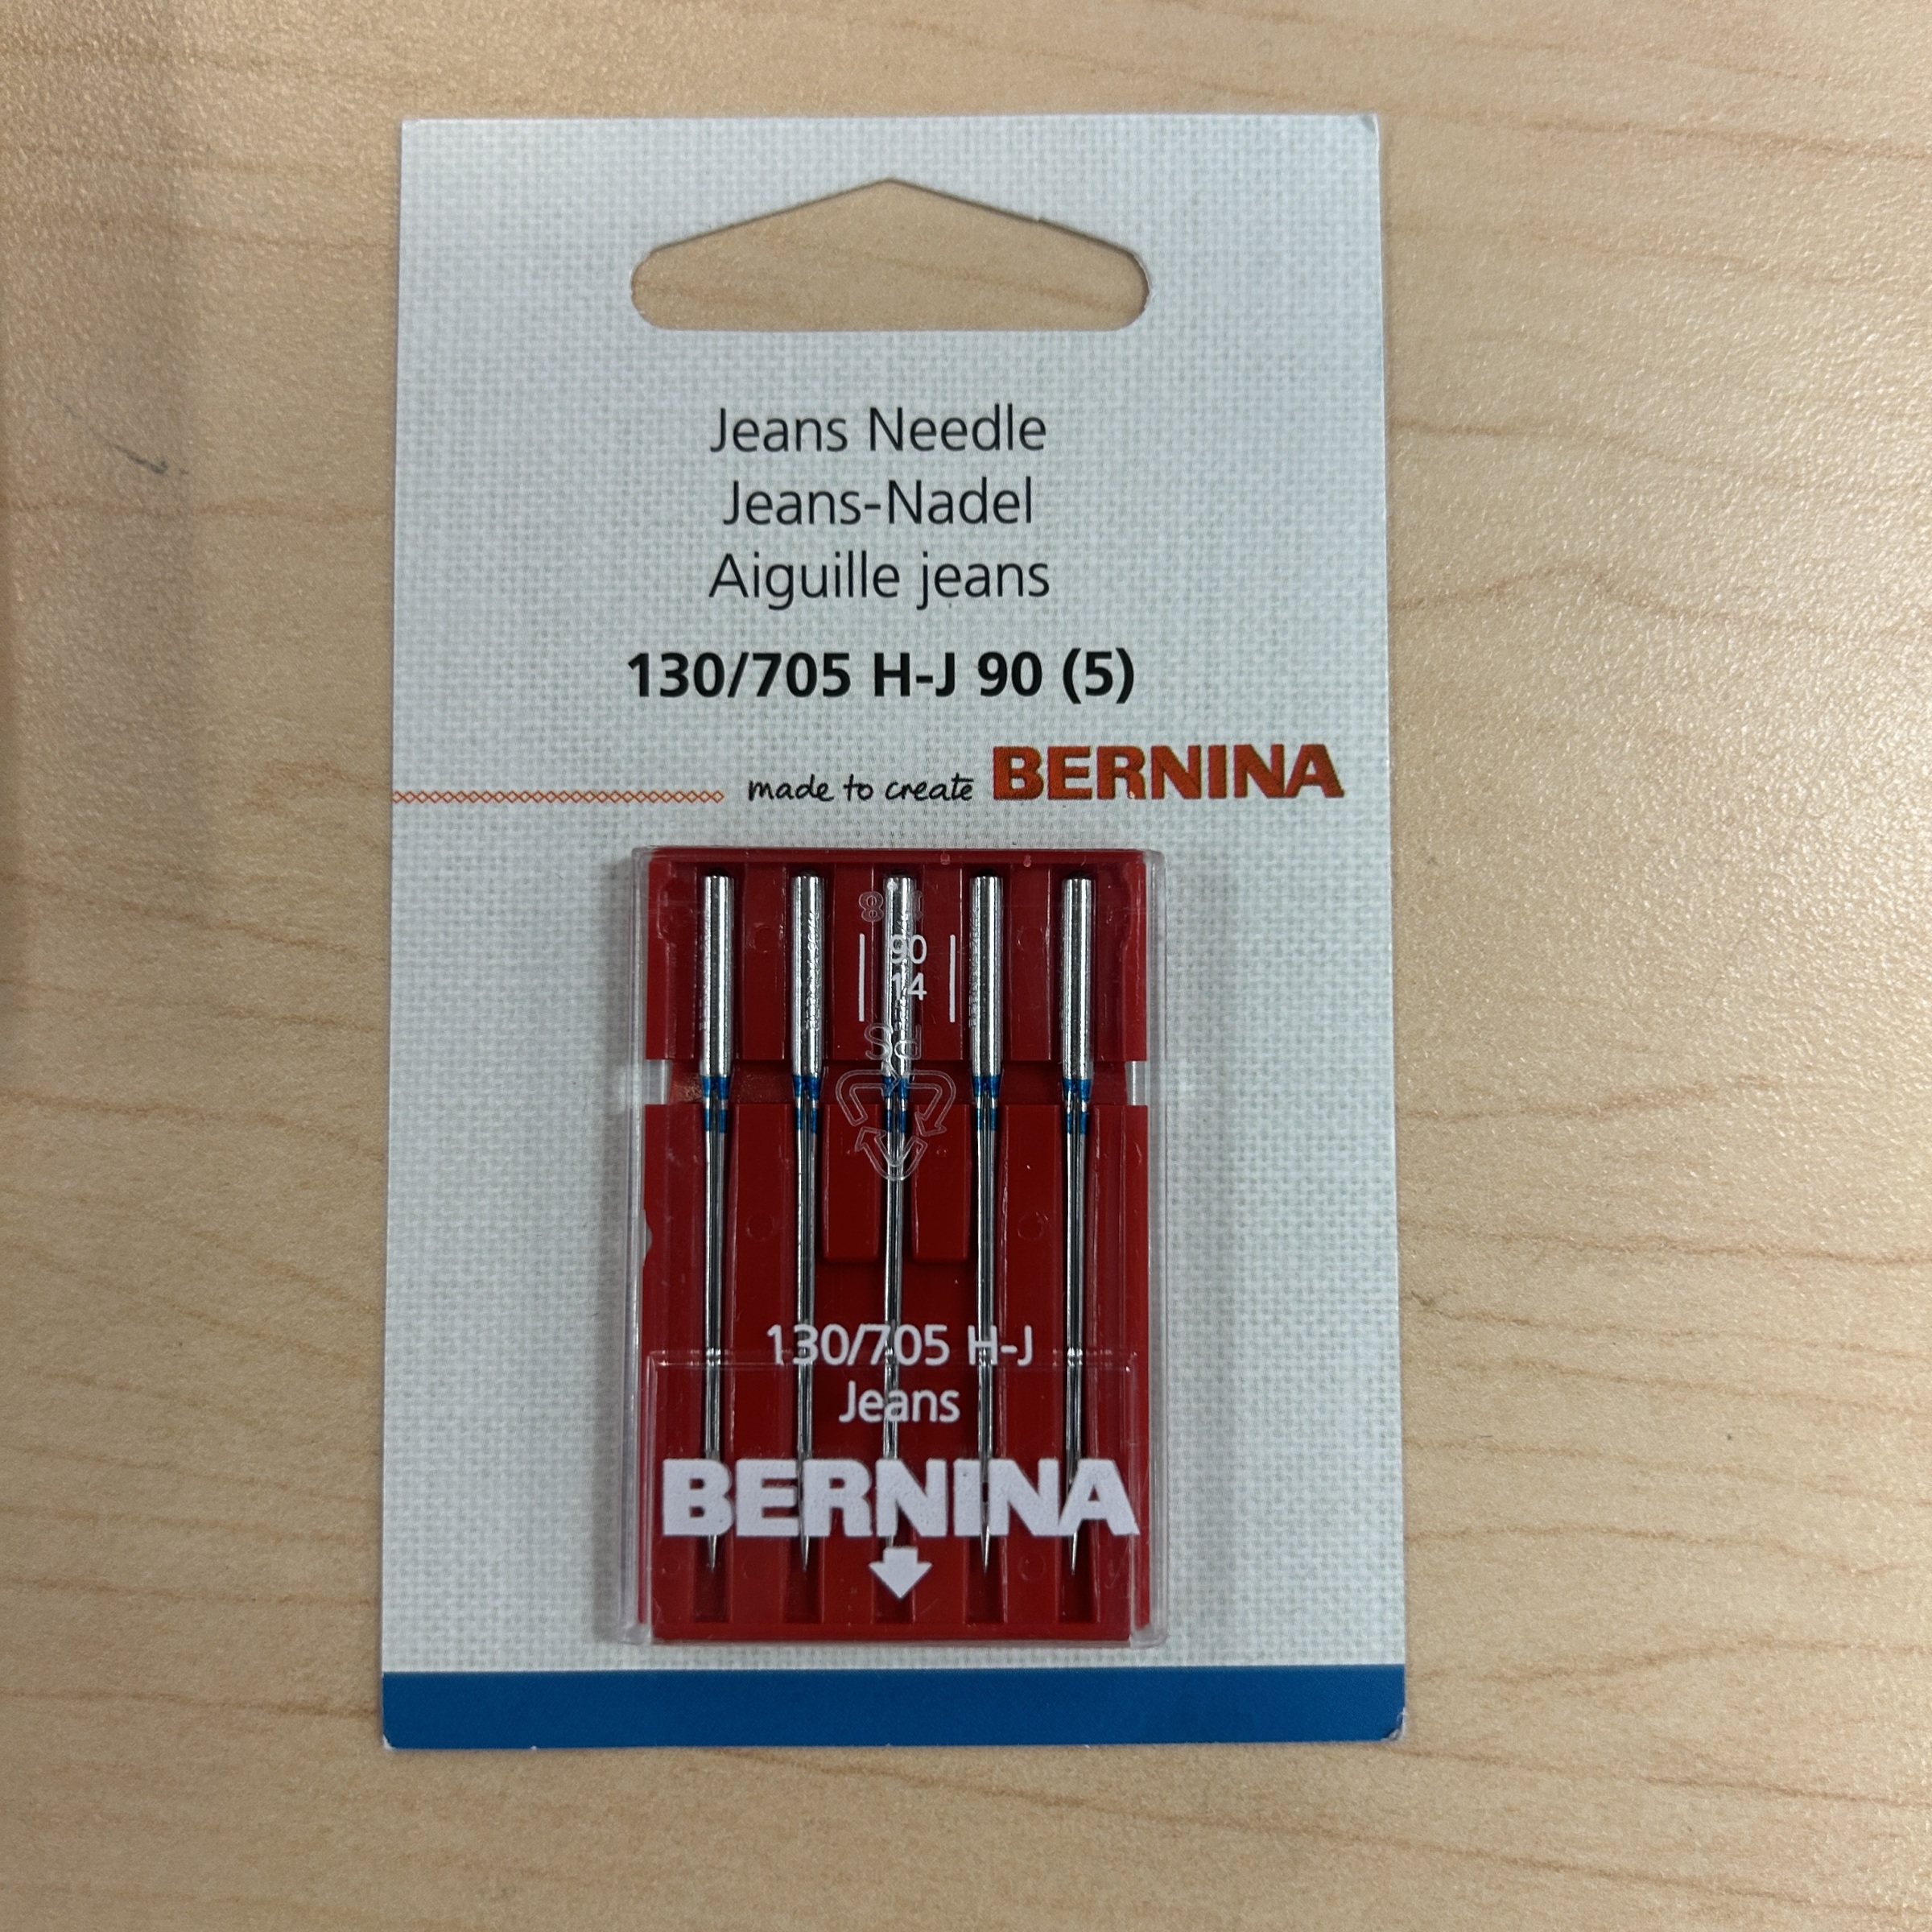 Jeans Needle
Jeans-Nadel
Aiguille jeans
130/705 H-J 90 (5)
made to create BERNINA
90
14
PS
130/705 H-J
Jeans
BERNINA